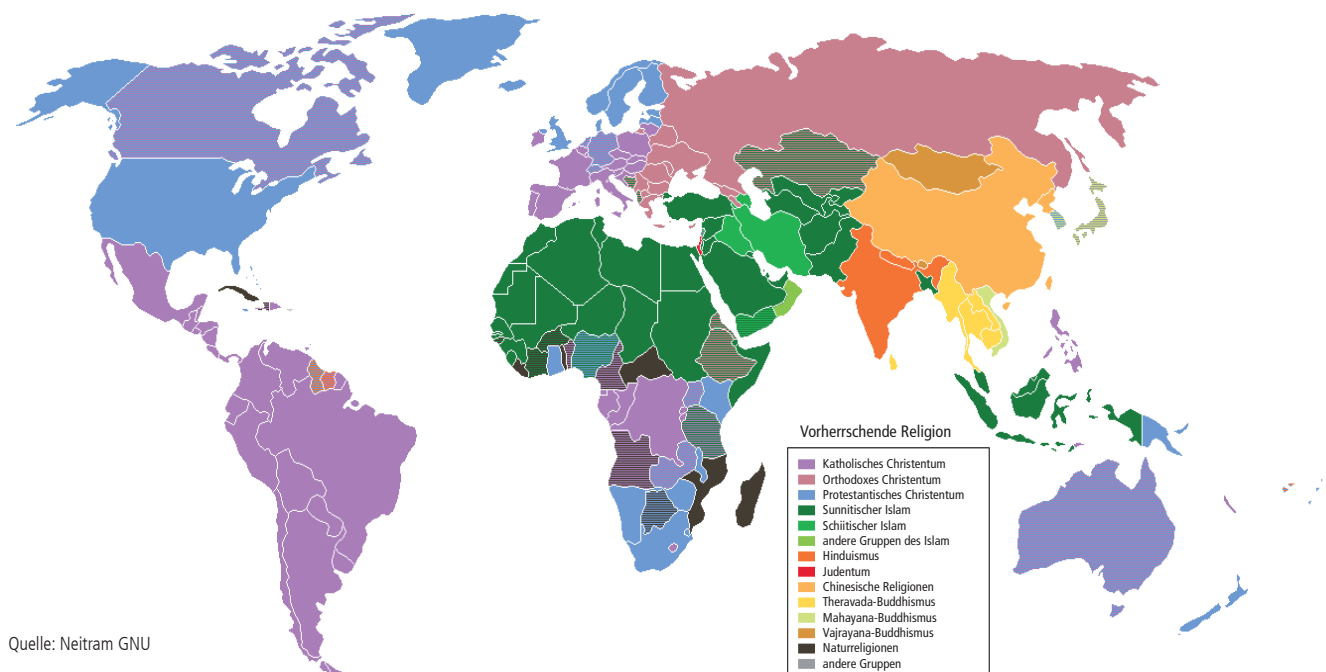 Vorherrschende Religion
Katholisches Christentum
Orthodoxes Christentum
Protestantisches Christentum
Sunnitischer Islam
Schiitischer Islam
andere Gruppen des Islam
Hinduismus
Judentum
Chinesische Religionen
Theravada-Buddhismus
Mahayana-Buddhismus
Vajrayana-Buddhismus
Naturreligionen
andere Gruppen
Quelle: Neitram GNU